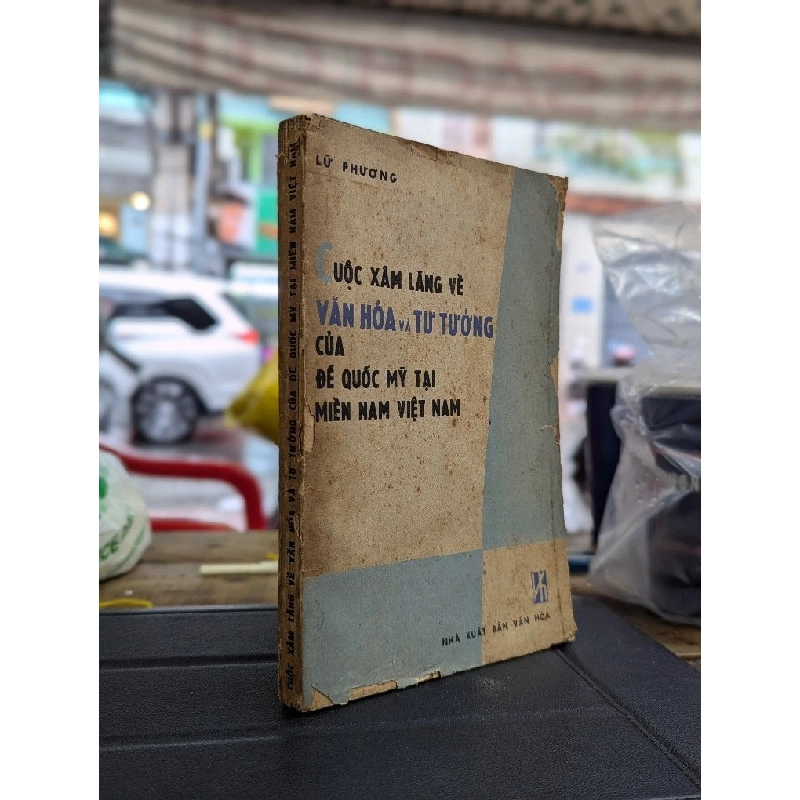 LỮ PHƯƠNG
CUỘC XÂM LĂNG VỀ
VĂN HÓA VÀ TƯ TƯỞNG
CỦA
ĐẾ QUỐC MỸ TẠI
MIỀN NAM VIỆT NAM
NHÀ XUẤT BẢN VĂN HÓA
CUỘC XÂM LĂNG VỀ VĂN HÓA VÀ TƯ TƯỞNG CỦA ĐẾ QUỐC MỸ TẠI MIỀN NAM VIỆT NAM